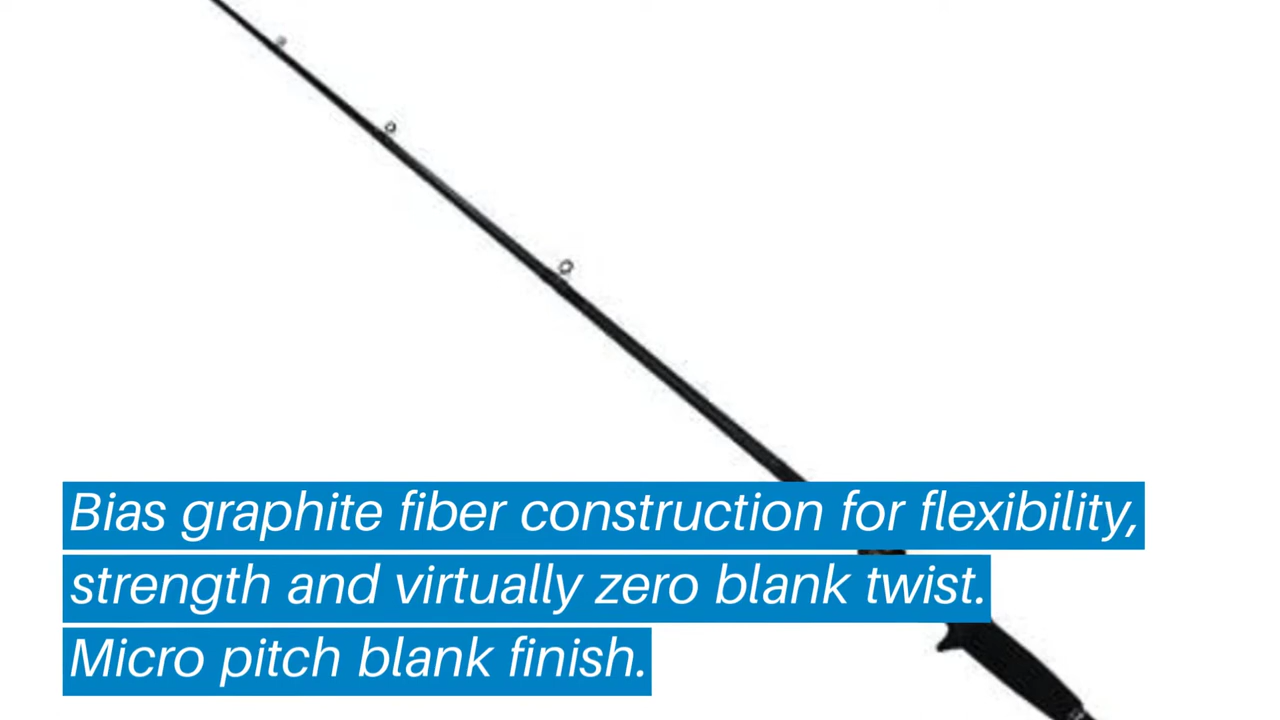 Bias graphite fiber construction for flexibility,
strength and virtually zero blank twist.
Micro pitch blank finish.